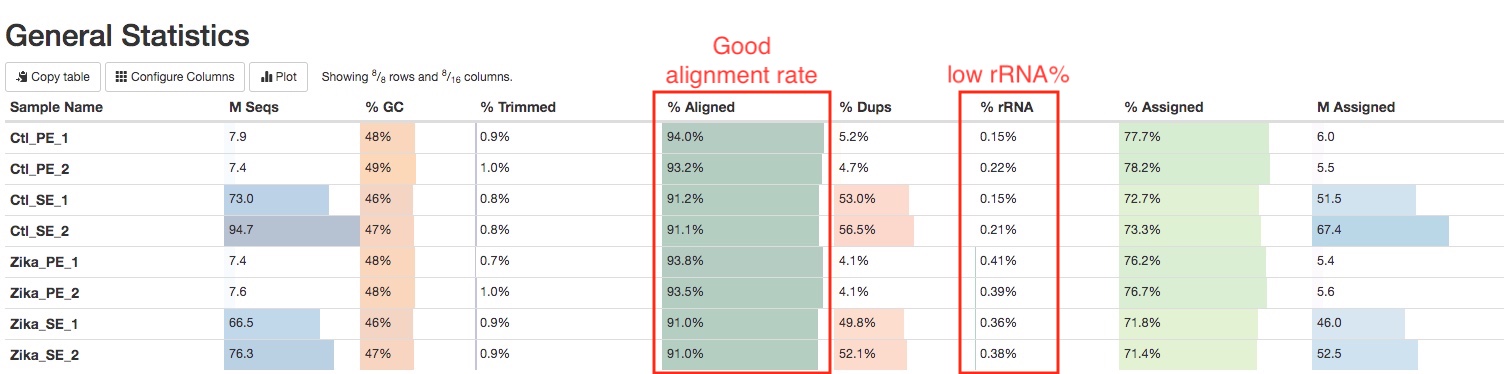 General Statistics
Good
alignment rate
low rRNA%
Copy table Configure Columns Plot Showing 8/8 rows and 8/16 columns.
Sample Name M Seqs % GC % Trimmed % Aligned % Dups % rRNA % Assigned M Assigned
Ctl_PE_1 7.9 48% 0.9% 94.0% 5.2% 0.15% 77.7% 6.0
Ctl_PE_2 7.4 49% 1.0% 93.2% 4.7% 0.22% 78.2% 5.5
Ctl_SE_1 73.0 46% 0.8% 91.2% 53.0% 0.15% 72.7% 51.5
Ctl_SE_2 94.7 47% 0.8% 91.1% 56.5% 0.21% 73.3% 67.4
Zika_PE_1 7.4 48% 0.7% 93.8% 4.1% 0.41% 76.2% 5.4
Zika_PE_2 7.6 48% 1.0% 93.5% 4.1% 0.39% 76.7% 5.6
Zika_SE_1 66.5 46% 0.9% 91.0% 49.8% 0.36% 71.8% 46.0
Zika_SE_2 76.3 47% 0.9% 91.0% 52.1% 0.38% 71.4% 52.5